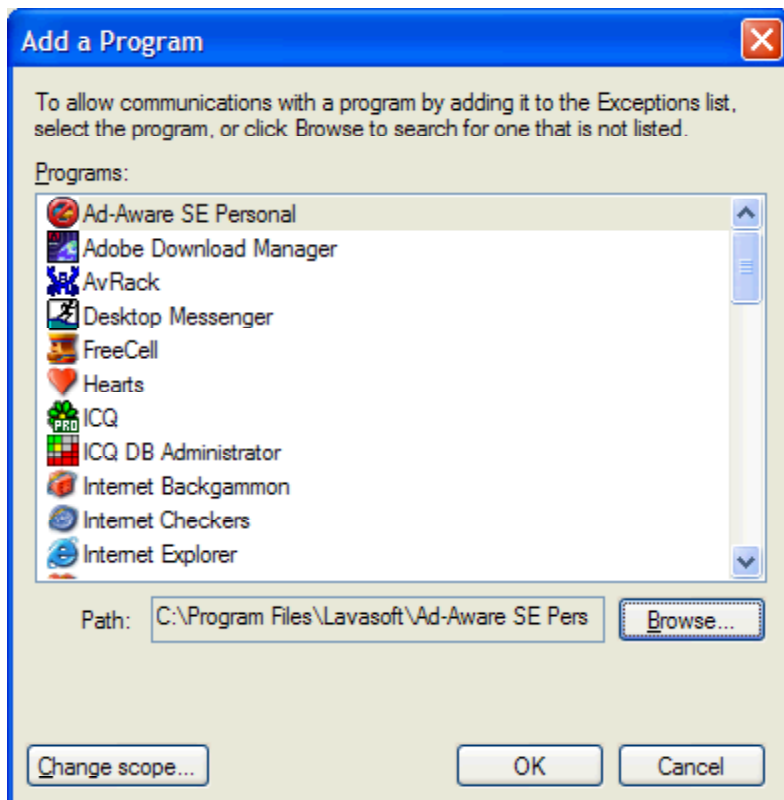 Add a Program
To allow communications with a program by adding it to the Exceptions list,
select the program, or click Browse to search for one that is not listed.
Programs:
Ad-Aware SE Personal
Adobe Download Manager
AvRack
Desktop Messenger
FreeCell
Hearts
PRO ICQ
ICQ DB Administrator
Internet Backgammon
Internet Checkers
Internet Explorer
Path: C:\Program Files\Lavasoft\Ad-Aware SE Pers Browse...
Change scope... OK Cancel